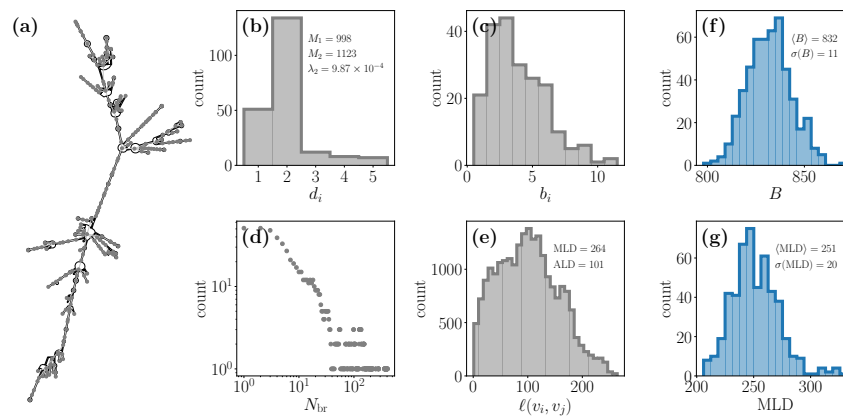 (a)
(b)
M₁ = 998
M₂ = 1123
λ₂ = 9.87 × 10⁻⁴
count
100
50
0
1 2 3 4 5
dᵢ
(c)
count
40
20
0
0 5 10
bᵢ
(f)
⟨B⟩ = 832
σ(B) = 11
count
60
40
20
0
800 850
B
(d)
count
10¹
10⁰
10⁰ 10¹ 10²
N_br
(e)
MLD = 264
ALD = 101
count
1000
500
0
0 100 200
ℓ(vᵢ, vⱼ)
(g)
⟨MLD⟩ = 251
σ(MLD) = 20
count
60
40
20
0
200 250 300
MLD